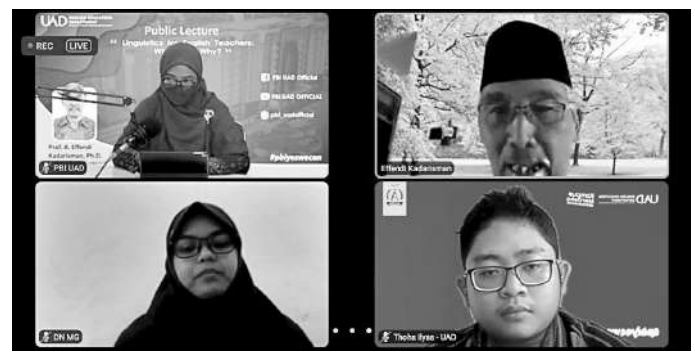 UAD
Public Lecture
REC LIVE
“ Linguistics for English Teachers:
Why? ”
PBI UAD Official
PBI UAD OFFICIAL
pbi_uadofficial
Prof. A. Effendi
Kadarisman, Ph.D.
#pbiyeswecan
PBI UAD
Effendi Kadarisman
UAD
DN MG
Thoha Ilyas - UAD